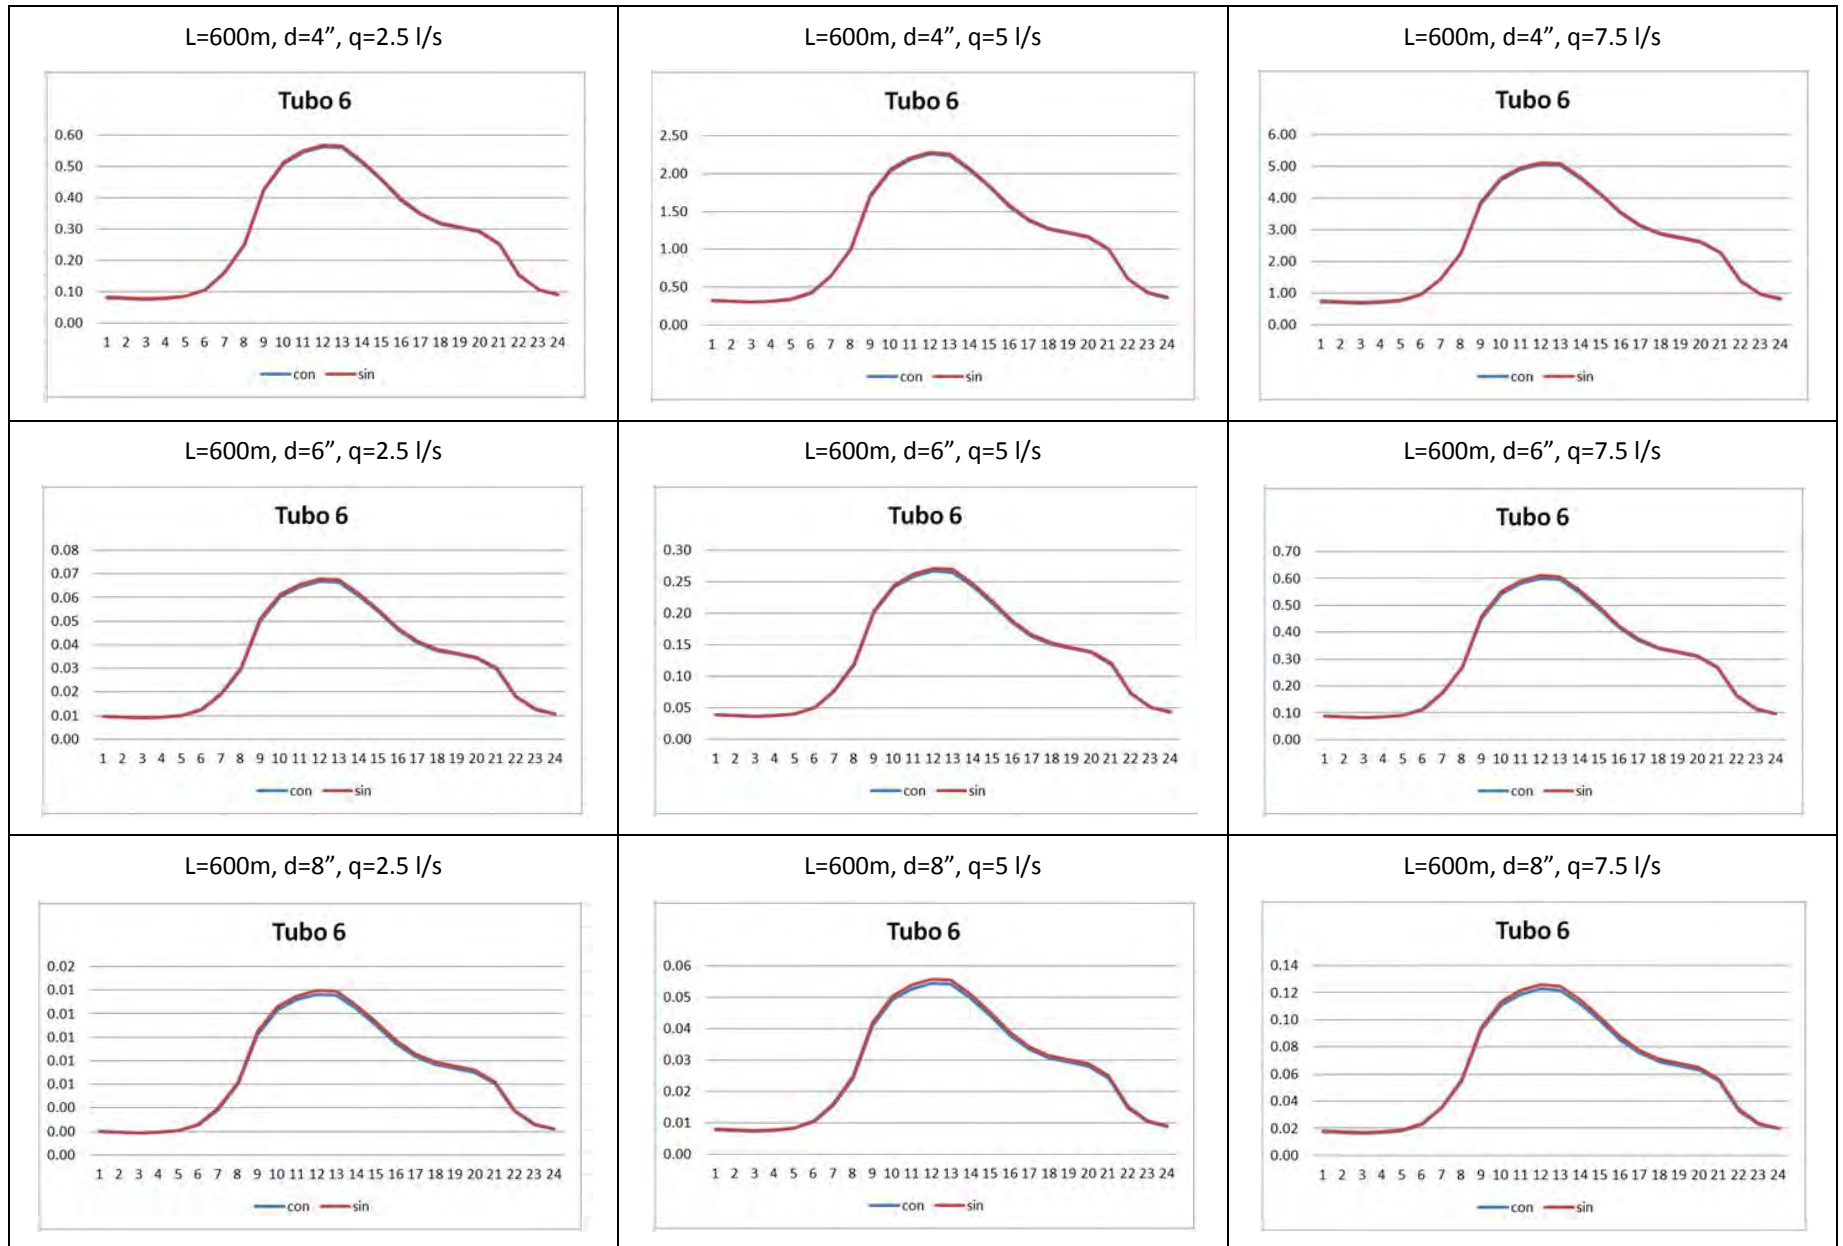 L=600m, d=4”, q=2.5 l/s
Tubo 6
0.60
0.50
0.40
0.30
0.20
0.10
0.00
1 2 3 4 5 6 7 8 9 10 11 12 13 14 15 16 17 18 19 20 21 22 23 24
con sin
L=600m, d=4”, q=5 l/s
Tubo 6
2.50
2.00
1.50
1.00
0.50
0.00
1 2 3 4 5 6 7 8 9 10 11 12 13 14 15 16 17 18 19 20 21 22 23 24
con sin
L=600m, d=4”, q=7.5 l/s
Tubo 6
6.00
5.00
4.00
3.00
2.00
1.00
0.00
1 2 3 4 5 6 7 8 9 10 11 12 13 14 15 16 17 18 19 20 21 22 23 24
con sin
L=600m, d=6”, q=2.5 l/s
Tubo 6
0.08
0.07
0.06
0.05
0.04
0.03
0.02
0.01
0.00
1 2 3 4 5 6 7 8 9 10 11 12 13 14 15 16 17 18 19 20 21 22 23 24
con sin
L=600m, d=6”, q=5 l/s
Tubo 6
0.30
0.25
0.20
0.15
0.10
0.05
0.00
1 2 3 4 5 6 7 8 9 10 11 12 13 14 15 16 17 18 19 20 21 22 23 24
con sin
L=600m, d=6”, q=7.5 l/s
Tubo 6
0.70
0.60
0.50
0.40
0.30
0.20
0.10
0.00
1 2 3 4 5 6 7 8 9 10 11 12 13 14 15 16 17 18 19 20 21 22 23 24
con sin
L=600m, d=8”, q=2.5 l/s
Tubo 6
0.02
0.01
0.01
0.01
0.01
0.01
0.00
0.00
0.00
1 2 3 4 5 6 7 8 9 10 11 12 13 14 15 16 17 18 19 20 21 22 23 24
con sin
L=600m, d=8”, q=5 l/s
Tubo 6
0.06
0.05
0.04
0.03
0.02
0.01
0.00
1 2 3 4 5 6 7 8 9 10 11 12 13 14 15 16 17 18 19 20 21 22 23 24
con sin
L=600m, d=8”, q=7.5 l/s
Tubo 6
0.14
0.12
0.10
0.08
0.06
0.04
0.02
0.00
1 2 3 4 5 6 7 8 9 10 11 12 13 14 15 16 17 18 19 20 21 22 23 24
con sin